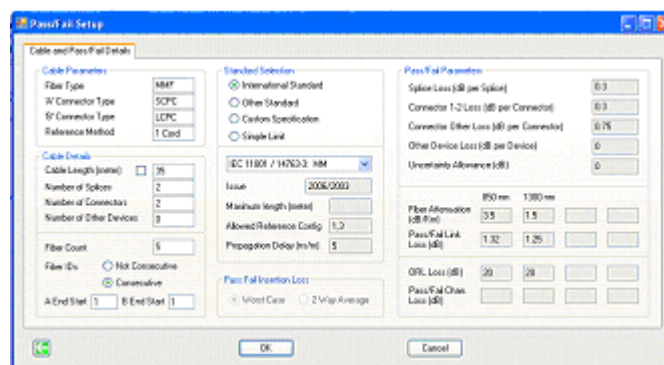 Pass/Fail Setup
Cable and Pass/Fail Details
Cable Parameters
Fiber Type MMF
'A' Connector Type SCPC
'B' Connector Type LCPC
Reference Method 1 Cord
Cable Details
Cable Length (meter) 35
Number of Splices 2
Number of Connectors 2
Number of Other Devices 0
Fiber Count 6
Fiber IDs Not Consecutive
Consecutive
A End Start 1 B End Start 1
Standard Selection
International Standard
Other Standard
Custom Specification
Simple Limit
IEC 11801 / 14763-3: MM
Issue 2006/2003
Maximum length (meter)
Allowed Reference Config 1,3
Propagation Delay (ns/m) 5
Pass Fail Insertion Loss
Worst Case 2 Way Average
Pass/Fail Parameters
Splice Loss (dB per Splice) 0.3
Connector 1-2 Loss (dB per Connector) 0.3
Connector Other Loss (dB per Connector) 0.75
Other Device Loss (dB per Device) 0
Uncertainty Allowance (dB) 0
850 nm 1300 nm
Fiber Attenuation (dB/Km) 3.5 1.5
Pass/Fail Link Loss (dB) 1.32 1.25
ORL Loss (dB) 20 20
Pass/Fail Chan. Loss (dB)
OK Cancel